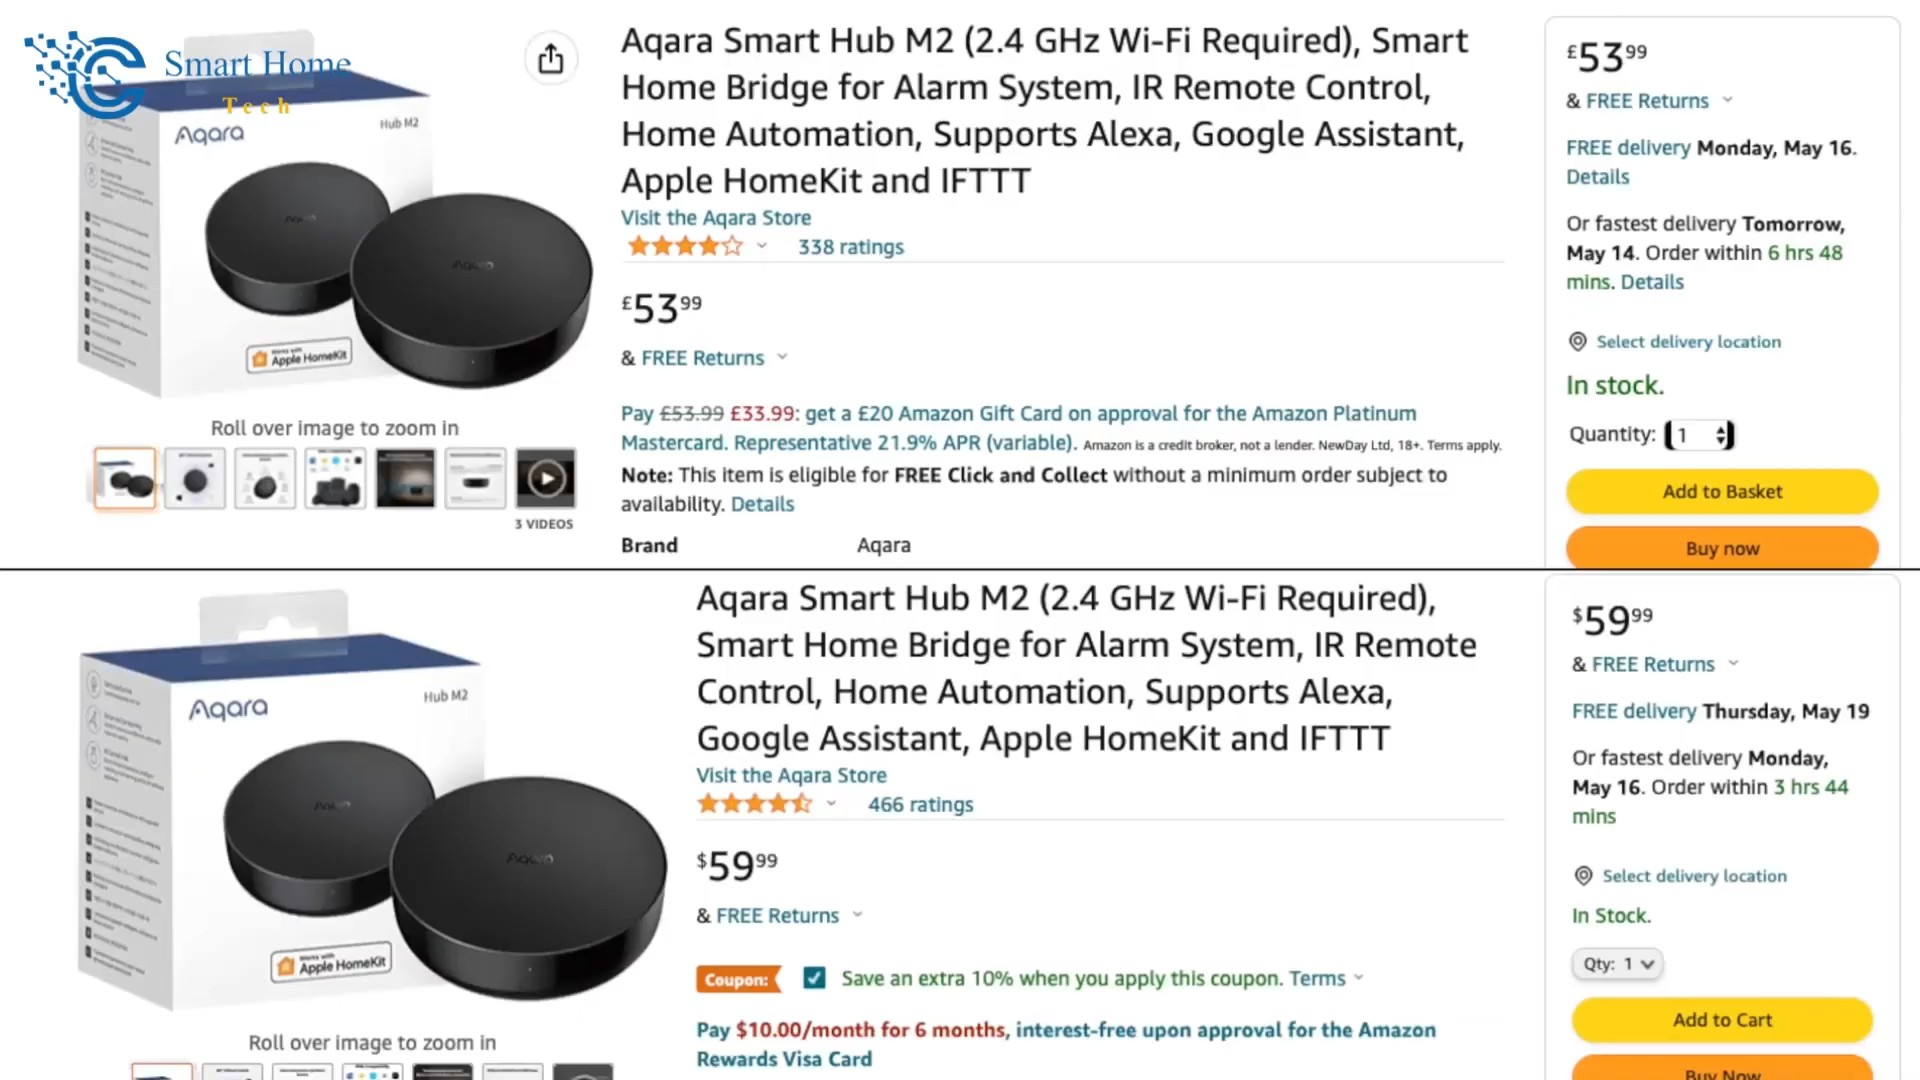 Smart Home
Tech
Aqara
Hub M2
Aqara
Works with
Apple HomeKit
Roll over image to zoom in
3 VIDEOS
Aqara Smart Hub M2 (2.4 GHz Wi-Fi Required), Smart
Home Bridge for Alarm System, IR Remote Control,
Home Automation, Supports Alexa, Google Assistant,
Apple HomeKit and IFTTT
Visit the Aqara Store
338 ratings
£53⁹⁹
& FREE Returns
Pay £53.99 £33.99: get a £20 Amazon Gift Card on approval for the Amazon Platinum
Mastercard. Representative 21.9% APR (variable). Amazon is a credit broker, not a lender. NewDay Ltd, 18+. Terms apply.
Note: This item is eligible for FREE Click and Collect without a minimum order subject to
availability. Details
Brand Aqara
£53⁹⁹
& FREE Returns
FREE delivery Monday, May 16.
Details
Or fastest delivery Tomorrow,
May 14. Order within 6 hrs 48
mins. Details
Select delivery location
In stock.
Quantity: 1
Add to Basket
Buy now
Aqara
Hub M2
Aqara
Aqara
Works with
Apple HomeKit
Roll over image to zoom in
Aqara Smart Hub M2 (2.4 GHz Wi-Fi Required),
Smart Home Bridge for Alarm System, IR Remote
Control, Home Automation, Supports Alexa,
Google Assistant, Apple HomeKit and IFTTT
Visit the Aqara Store
466 ratings
$59⁹⁹
& FREE Returns
Coupon: Save an extra 10% when you apply this coupon. Terms
Pay $10.00/month for 6 months, interest-free upon approval for the Amazon
Rewards Visa Card
$59⁹⁹
& FREE Returns
FREE delivery Thursday, May 19
Or fastest delivery Monday,
May 16. Order within 3 hrs 44
mins
Select delivery location
In Stock.
Qty: 1
Add to Cart
Buy Now